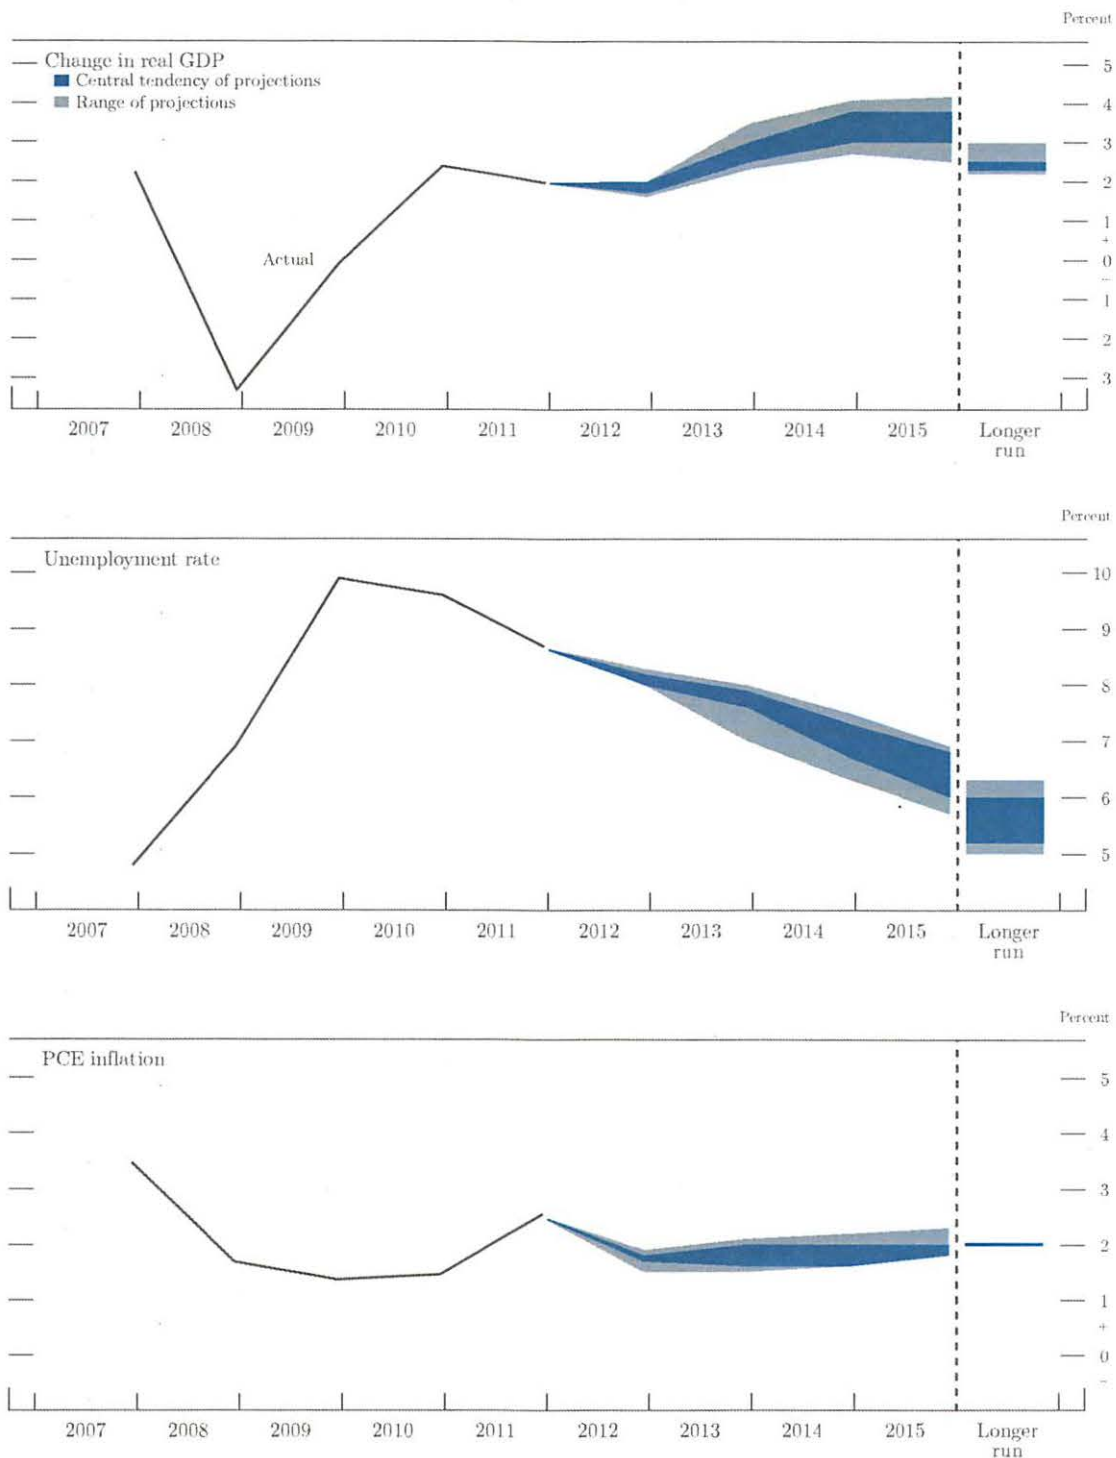 Percent
Change in real GDP
Central tendency of projections
Range of projections
Actual
5
4
3
2
1
+
0
-
1
2
3
2007 2008 2009 2010 2011 2012 2013 2014 2015 Longer
run
Percent
Unemployment rate
10
9
8
7
6
5
2007 2008 2009 2010 2011 2012 2013 2014 2015 Longer
run
Percent
PCE inflation
5
4
3
2
1
+
0
-
2007 2008 2009 2010 2011 2012 2013 2014 2015 Longer
run